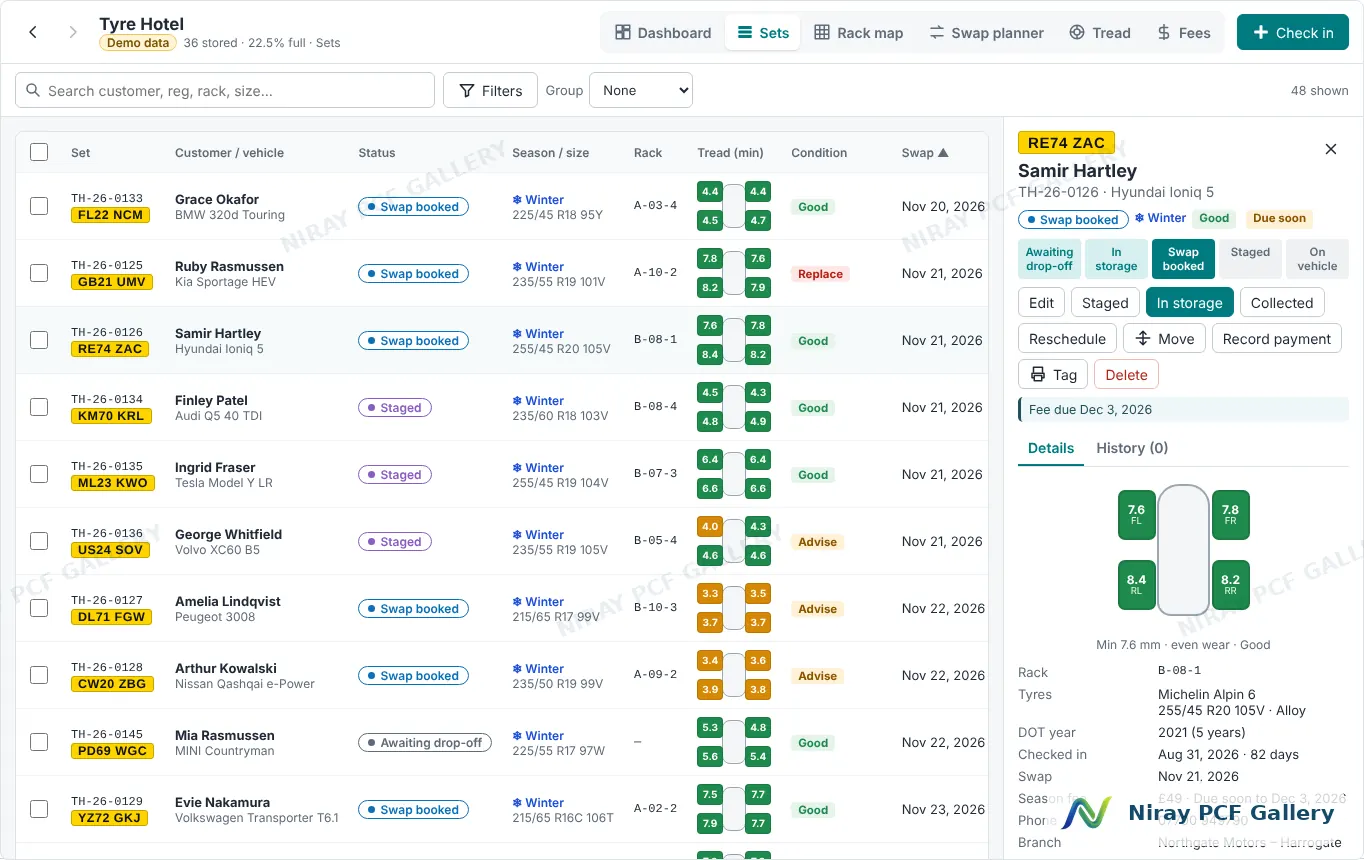 Tyre Hotel
Demo data 36 stored · 22.5% full · Sets
Dashboard Sets Rack map Swap planner Tread Fees Check in
Search customer, reg, rack, size... Filters Group None 48 shown
Set Customer / vehicle Status Season / size Rack Tread (min) Condition Swap ▲
TH-26-0133 Grace Okafor Swap booked Winter A-03-4 4.4 4.4 Good Nov 20, 2026
FL22 NCM BMW 320d Touring 225/45 R18 95Y 4.5 4.7
TH-26-0125 Ruby Rasmussen Swap booked Winter A-10-2 7.8 7.6 Replace Nov 21, 2026
GB21 UMV Kia Sportage HEV 235/55 R19 101V 8.2 7.9
TH-26-0126 Samir Hartley Swap booked Winter B-08-1 7.6 7.8 Good Nov 21, 2026
RE74 ZAC Hyundai Ioniq 5 255/45 R20 105V 8.4 8.2
TH-26-0134 Finley Patel Staged Winter B-08-4 4.5 4.3 Good Nov 21, 2026
KM70 KRL Audi Q5 40 TDI 235/60 R18 103V 4.8 4.9
TH-26-0135 Ingrid Fraser Staged Winter B-07-3 6.4 6.4 Good Nov 21, 2026
ML23 KWO Tesla Model Y LR 255/45 R19 104V 6.6 6.6
TH-26-0136 George Whitfield Staged Winter B-05-4 4.0 4.3 Advise Nov 21, 2026
US24 SOV Volvo XC60 B5 235/55 R19 105V 4.6 4.6
TH-26-0127 Amelia Lindqvist Swap booked Winter B-10-3 3.3 3.5 Advise Nov 22, 2026
DL71 FGW Peugeot 3008 215/65 R17 99V 3.7 3.7
TH-26-0128 Arthur Kowalski Swap booked Winter A-09-2 3.4 3.6 Advise Nov 22, 2026
CW20 ZBG Nissan Qashqai e-Power 235/50 R19 99V 3.9 3.8
TH-26-0145 Mia Rasmussen Awaiting drop-off Winter – 5.3 4.8 Good Nov 22, 2026
PD69 WGC MINI Countryman 225/55 R17 97W 5.6 5.4
TH-26-0129 Evie Nakamura Swap booked Winter A-02-2 7.5 7.7 Good Nov 23, 2026
YZ72 GKJ Volkswagen Transporter T6.1 215/65 R16C 106T 7.9 7.7
RE74 ZAC
Samir Hartley
TH-26-0126 · Hyundai Ioniq 5
Swap booked Winter Good Due soon
Awaiting drop-off In storage Swap booked Staged On vehicle
Edit Staged In storage Collected
Reschedule Move Record payment
Tag Delete
Fee due Dec 3, 2026
Details History (0)
7.6 FL 7.8 FR
8.4 RL 8.2 RR
Min 7.6 mm · even wear · Good
Rack B-08-1
Tyres Michelin Alpin 6
255/45 R20 105V · Alloy
DOT year 2021 (5 years)
Checked in Aug 31, 2026 · 82 days
Swap Nov 21, 2026
Season fee £49 · Due soon to Dec 3, 2026
Phone
Branch Northgate Motors – Harrogate
Niray PCF Gallery
NIRAY PCF GALLERY